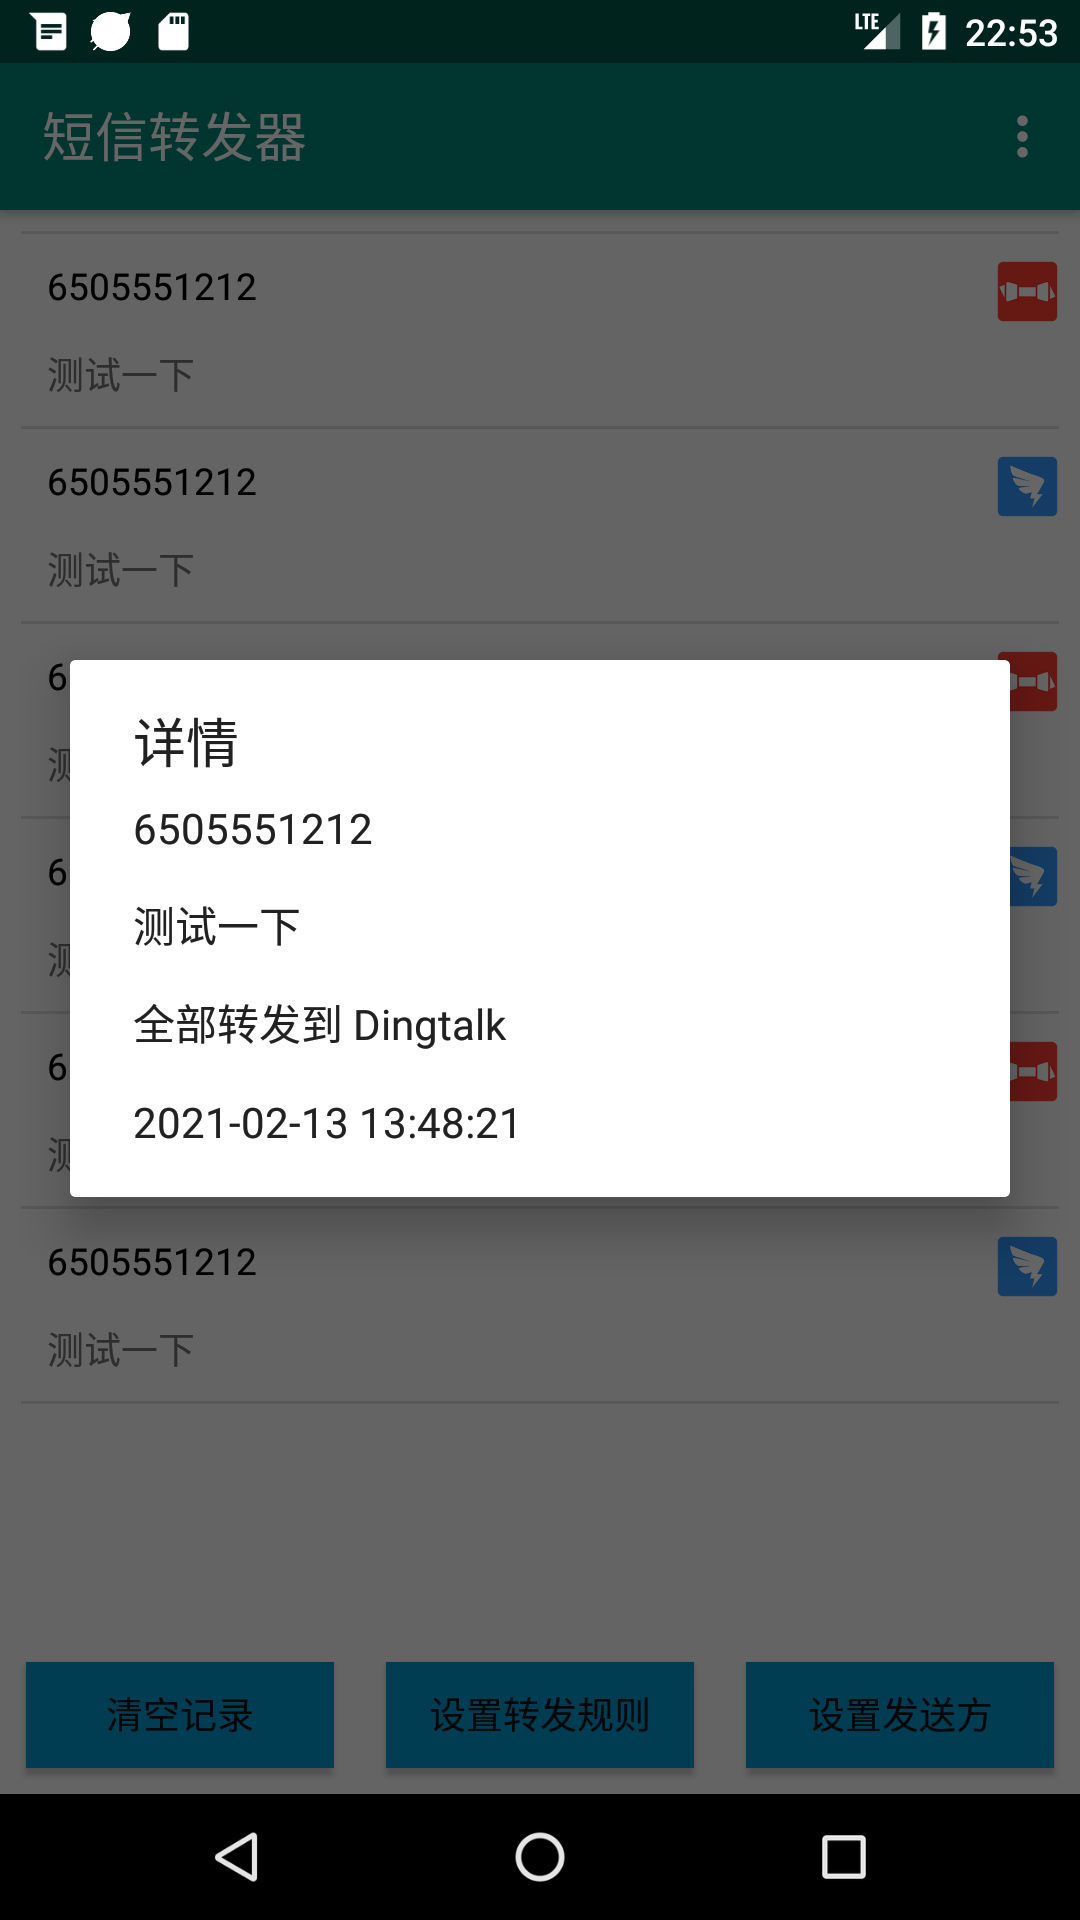 LTE 22:53
短信转发器
6505551212
测试一下
6505551212
测试一下
6
测
详情
6505551212
测试一下
全部转发到 Dingtalk
2021-02-13 13:48:21
6
测
6
测
6505551212
测试一下
清空记录 设置转发规则 设置发送方